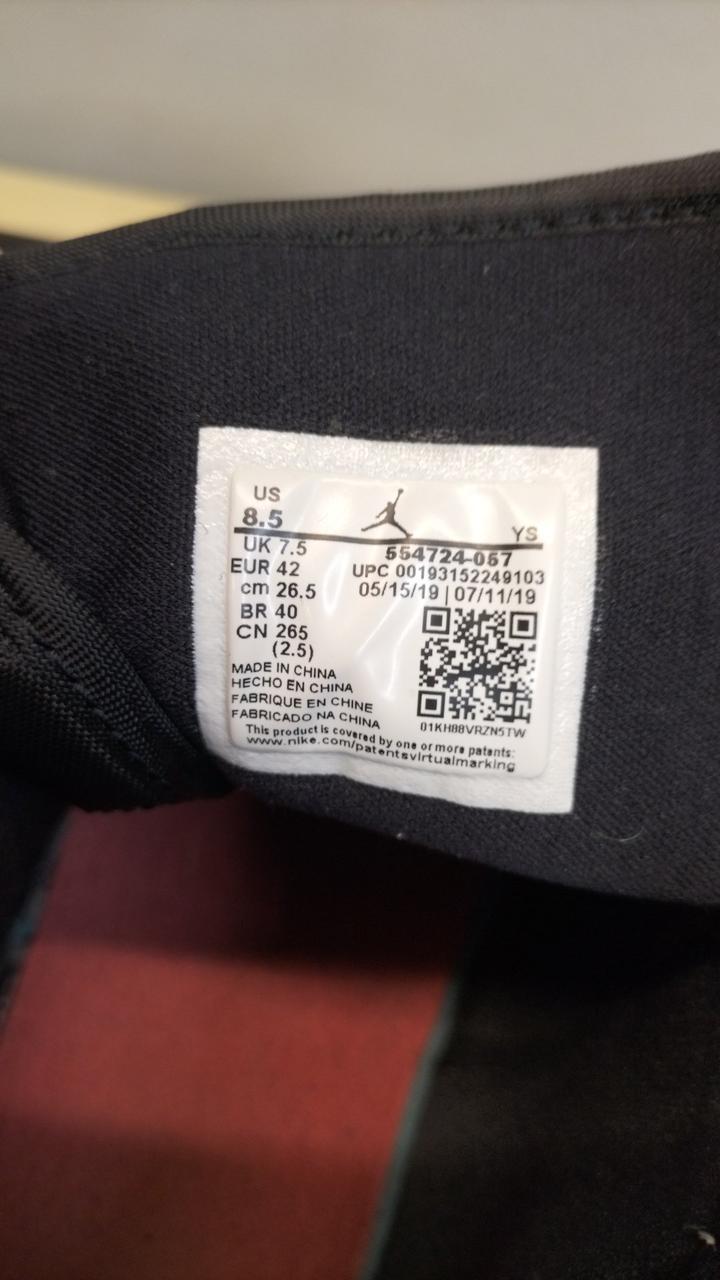 US
8.5
YS
UK 7.5
554724-057
EUR 42
UPC 00193152249103
cm 26.5
05/15/19 | 07/11/19
BR 40
CN 265
(2.5)
MADE IN CHINA
HECHO EN CHINA
FABRIQUE EN CHINE
FABRICADO NA CHINA
01KH88VRZN5TW
This product is covered by one or more patents:
www.nike.com/patentsvirtualmarking